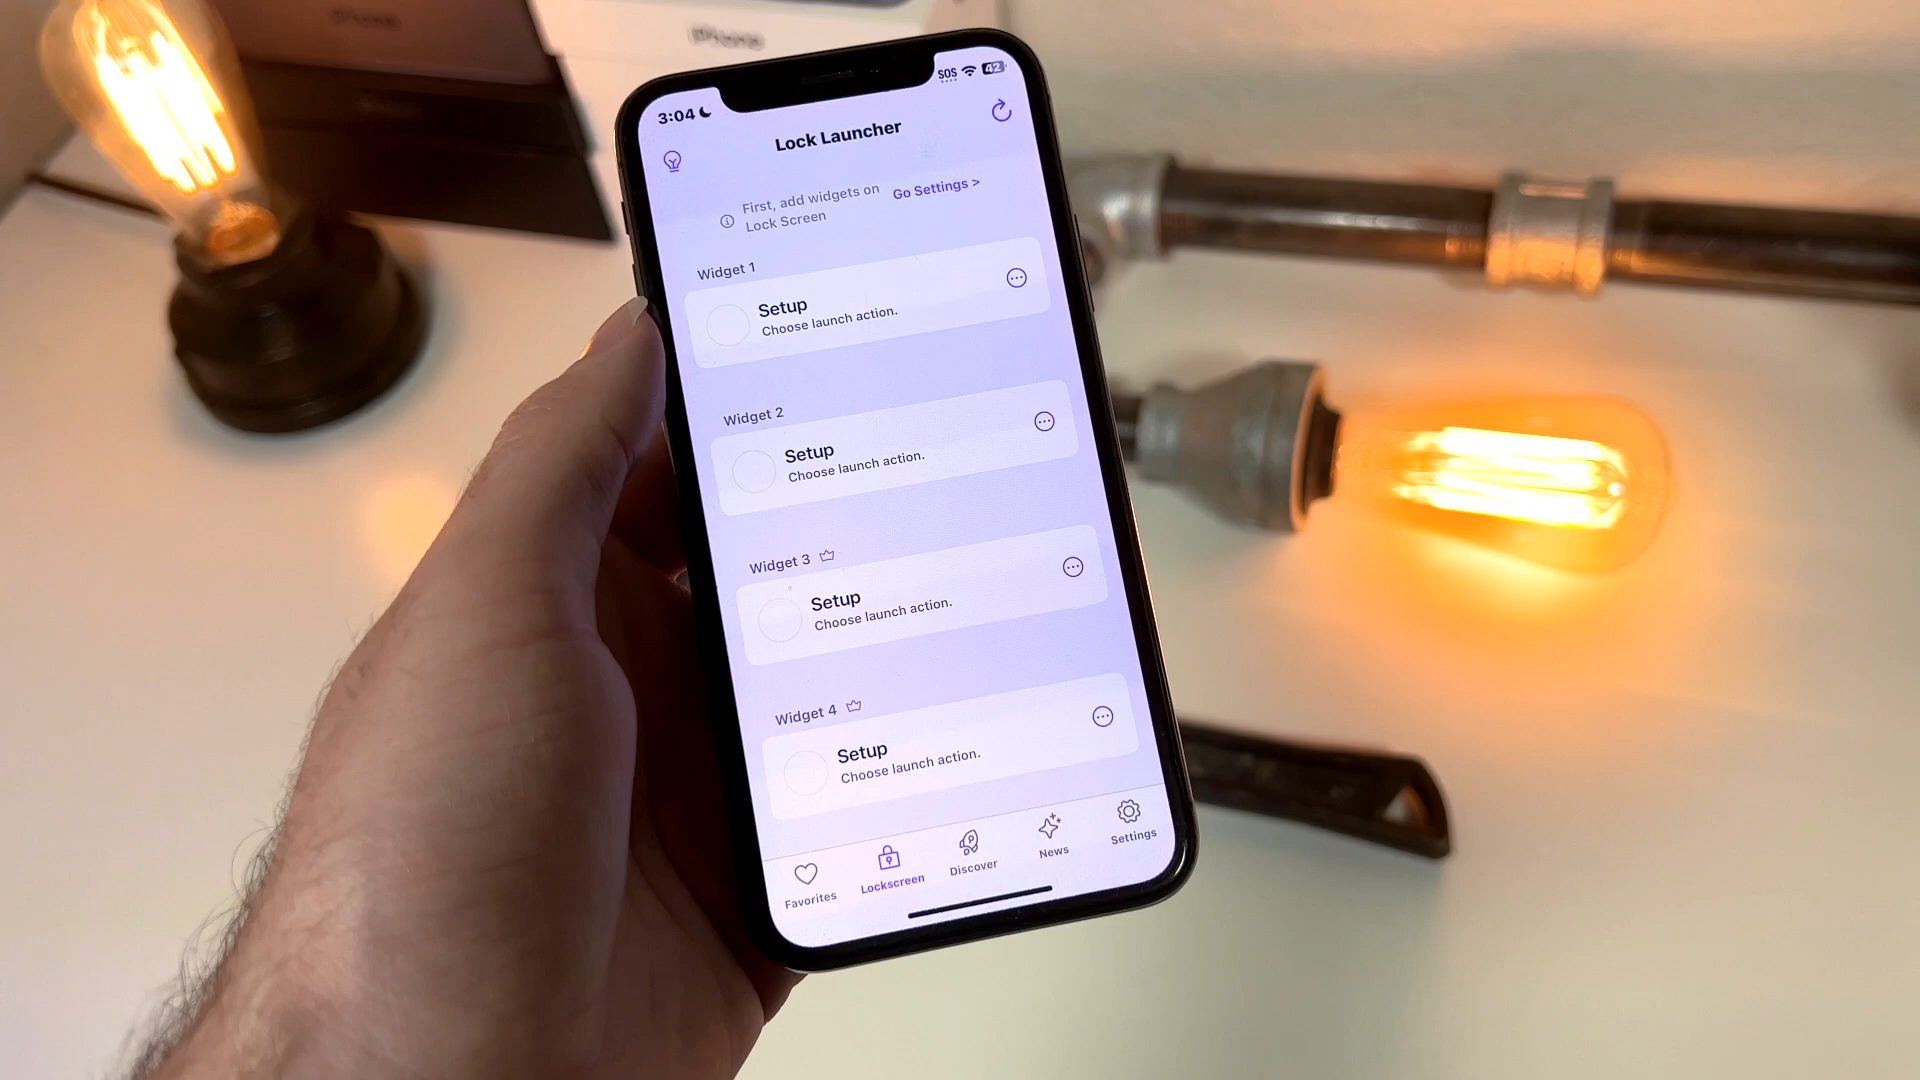 iPhone
iPhone
3:04
SOS
42
Lock Launcher
First, add widgets on
Lock Screen
Go Settings >
Widget 1
Setup
Choose launch action.
Widget 2
Setup
Choose launch action.
Widget 3
Setup
Choose launch action.
Widget 4
Setup
Choose launch action.
Favorites
Lockscreen
Discover
News
Settings